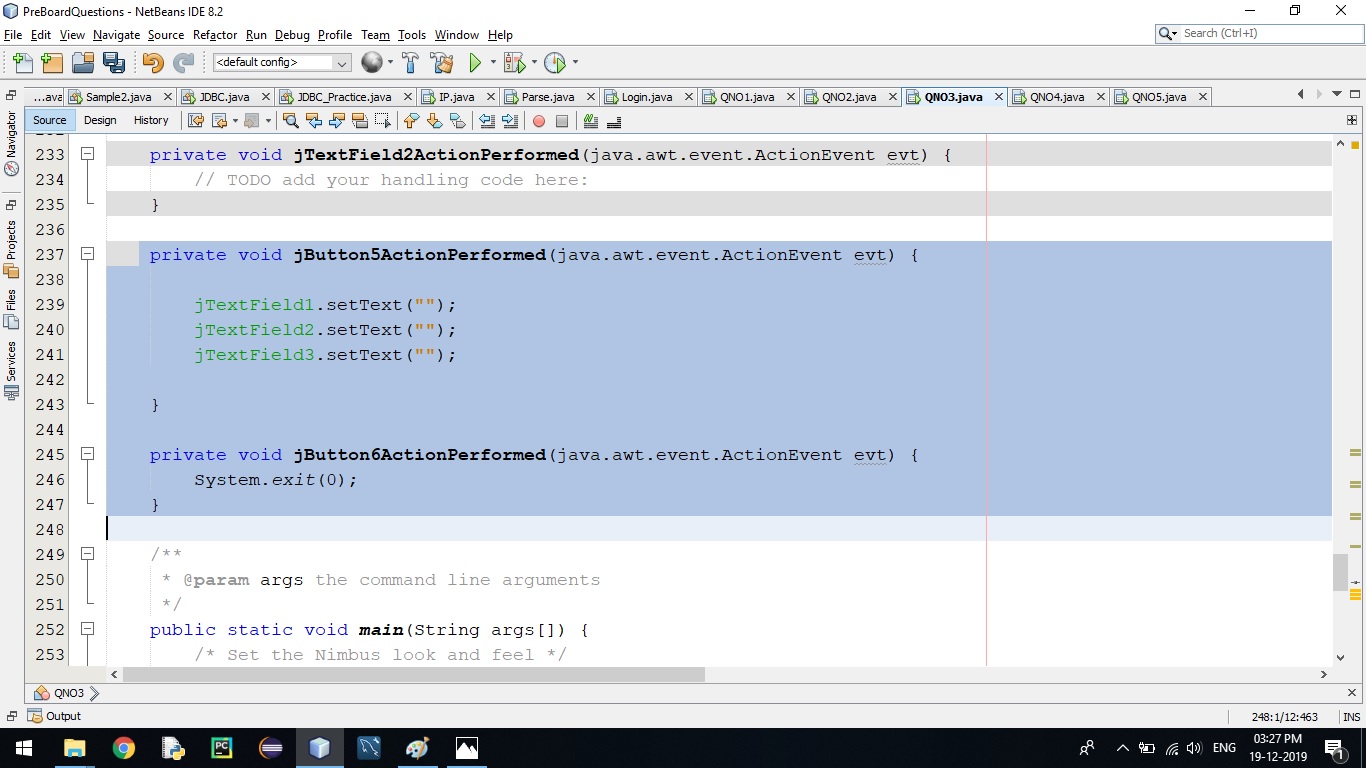 PreBoardQuestions - NetBeans IDE 8.2
File Edit View Navigate Source Refactor Run Debug Profile Team Tools Window Help
Search (Ctrl+I)
<default config>
...ava Sample2.java JDBC.java JDBC_Practice.java IP.java Parse.java Login.java QNO1.java QNO2.java QNO3.java QNO4.java QNO5.java
Source Design History
Navigator
Projects
Files
Services
233 private void jTextField2ActionPerformed(java.awt.event.ActionEvent evt) {
234 // TODO add your handling code here:
235 }
236
237 private void jButton5ActionPerformed(java.awt.event.ActionEvent evt) {
238
239 jTextField1.setText("");
240 jTextField2.setText("");
241 jTextField3.setText("");
242
243 }
244
245 private void jButton6ActionPerformed(java.awt.event.ActionEvent evt) {
246 System.exit(0);
247 }
248
249 /**
250 * @param args the command line arguments
251 */
252 public static void main(String args[]) {
253 /* Set the Nimbus look and feel */
QNO3
Output
248:1/12:463 INS
PC
ENG
03:27 PM
19-12-2019
1